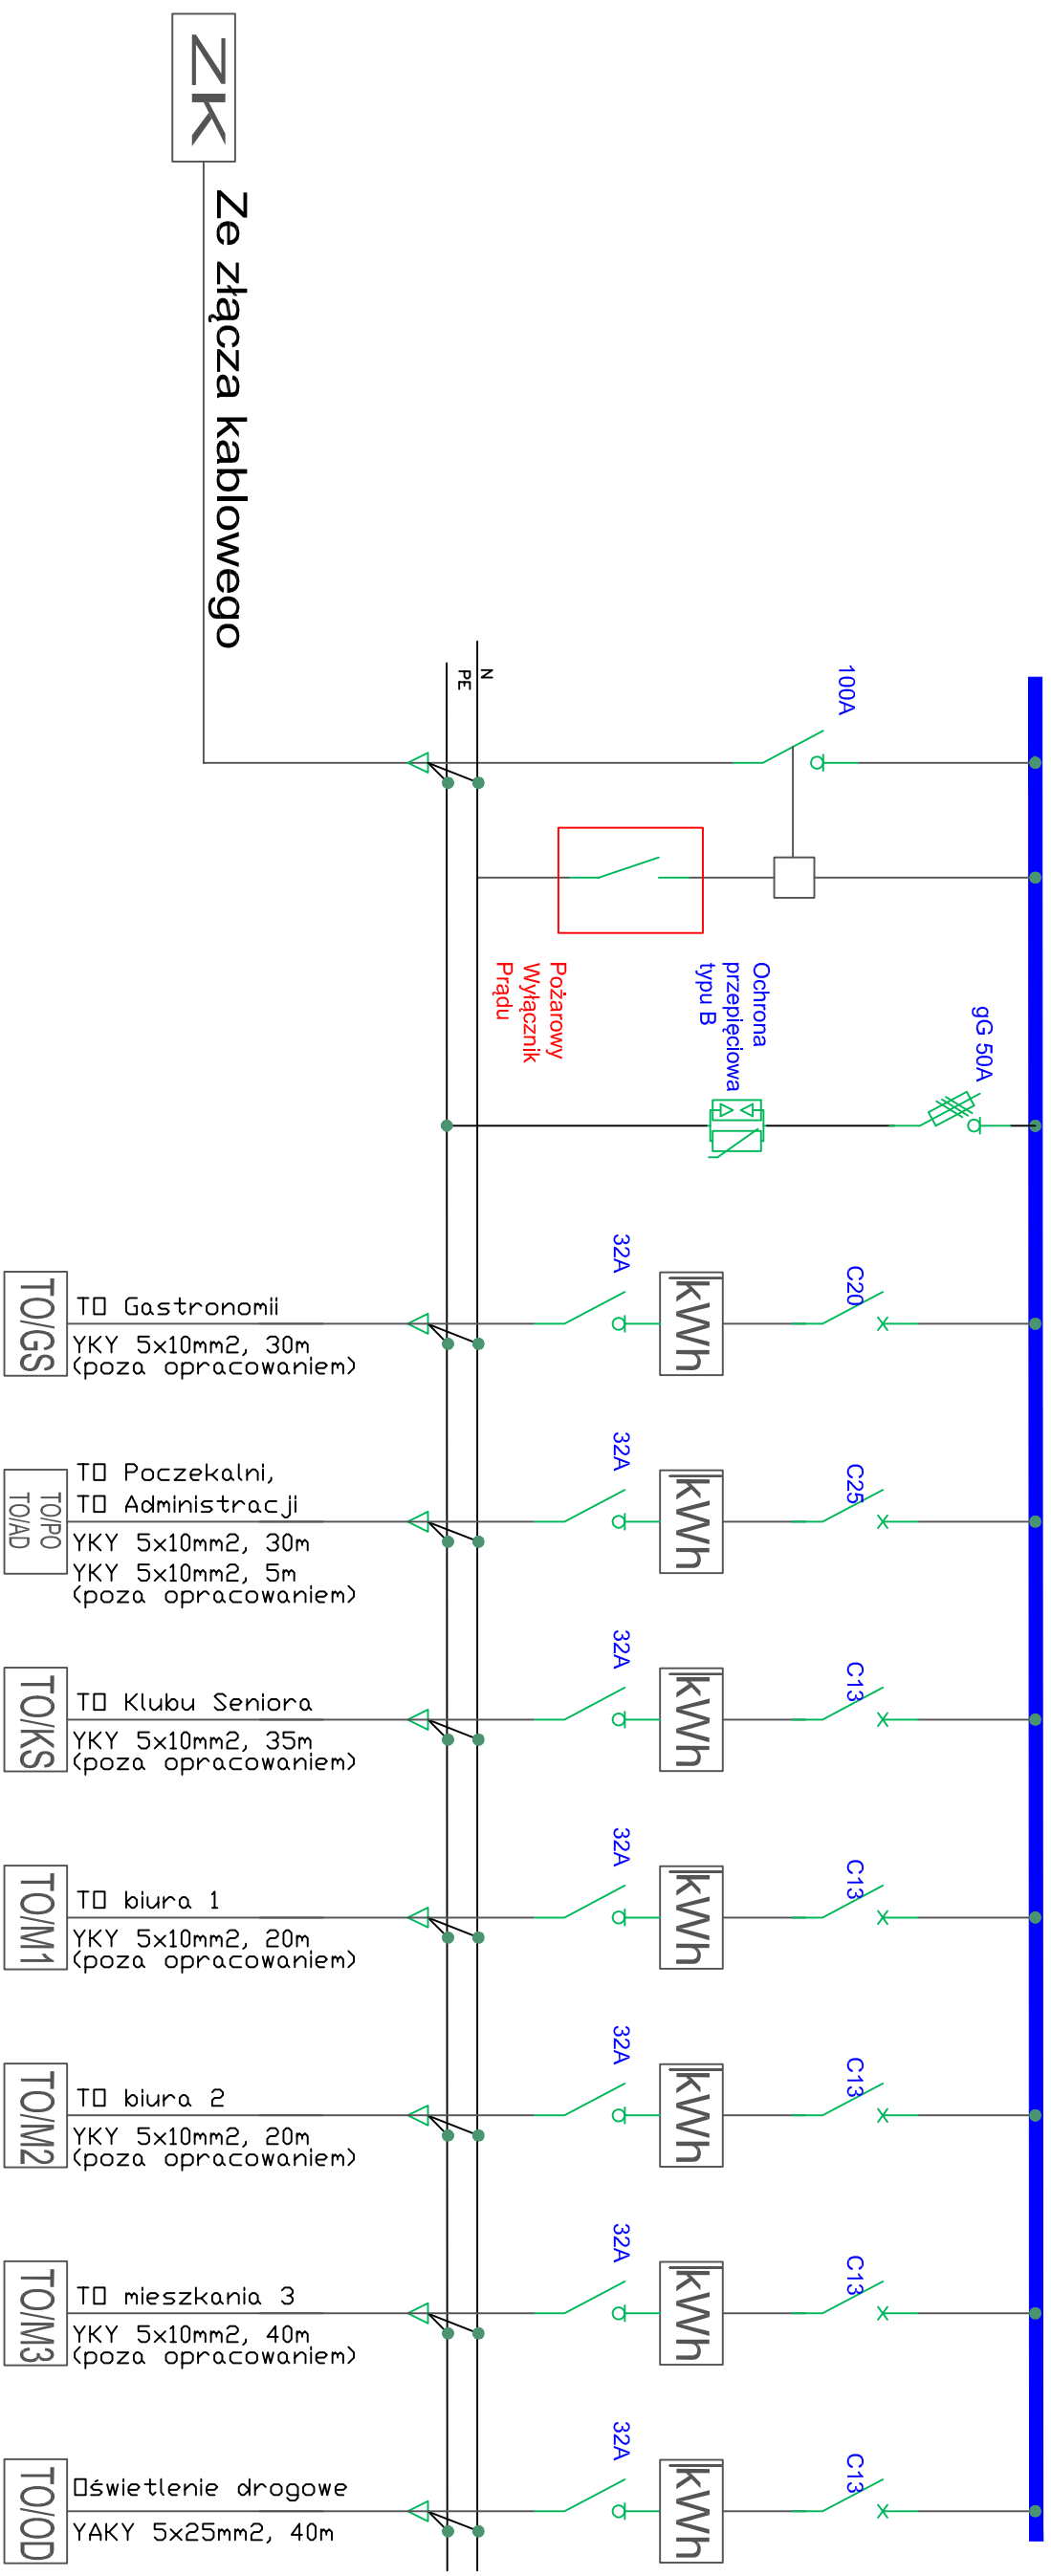 ZK
Ze złącza kablowego
N
PE
100A
Pożarowy
Wyłącznik
Prądu
Ochrona
przepięciowa
typu B
gG 50A
C20
kWh
32A
TO Gastronomii
YKY 5x10mm2, 30m
(poza opracowaniem)
TO/GS
C25
kWh
32A
TO Poczekalni,
TO Administracji
YKY 5x10mm2, 30m
YKY 5x10mm2, 5m
(poza opracowaniem)
TO/PO
TO/AD
C13
kWh
32A
TO Klubu Seniora
YKY 5x10mm2, 35m
(poza opracowaniem)
TO/KS
C13
kWh
32A
TO biura 1
YKY 5x10mm2, 20m
(poza opracowaniem)
TO/M1
C13
kWh
32A
TO biura 2
YKY 5x10mm2, 20m
(poza opracowaniem)
TO/M2
C13
kWh
32A
TO mieszkania 3
YKY 5x10mm2, 40m
(poza opracowaniem)
TO/M3
C13
kWh
32A
Oświetlenie drogowe
YAKY 5x25mm2, 40m
TO/OD